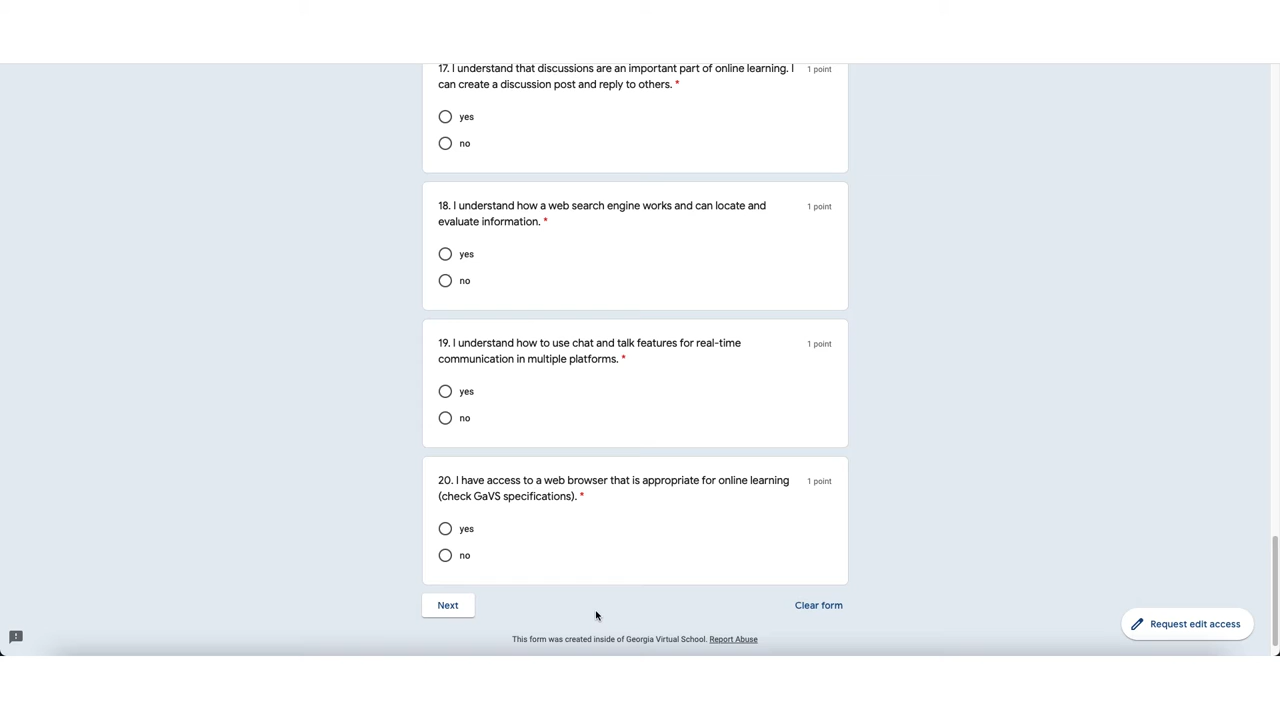 17. I understand that discussions are an important part of online learning. I 1 point
can create a discussion post and reply to others. *
yes
no
18. I understand how a web search engine works and can locate and 1 point
evaluate information. *
yes
no
19. I understand how to use chat and talk features for real-time 1 point
communication in multiple platforms. *
yes
no
20. I have access to a web browser that is appropriate for online learning 1 point
(check GaVS specifications). *
yes
no
Next Clear form
Request edit access
This form was created inside of Georgia Virtual School. Report Abuse